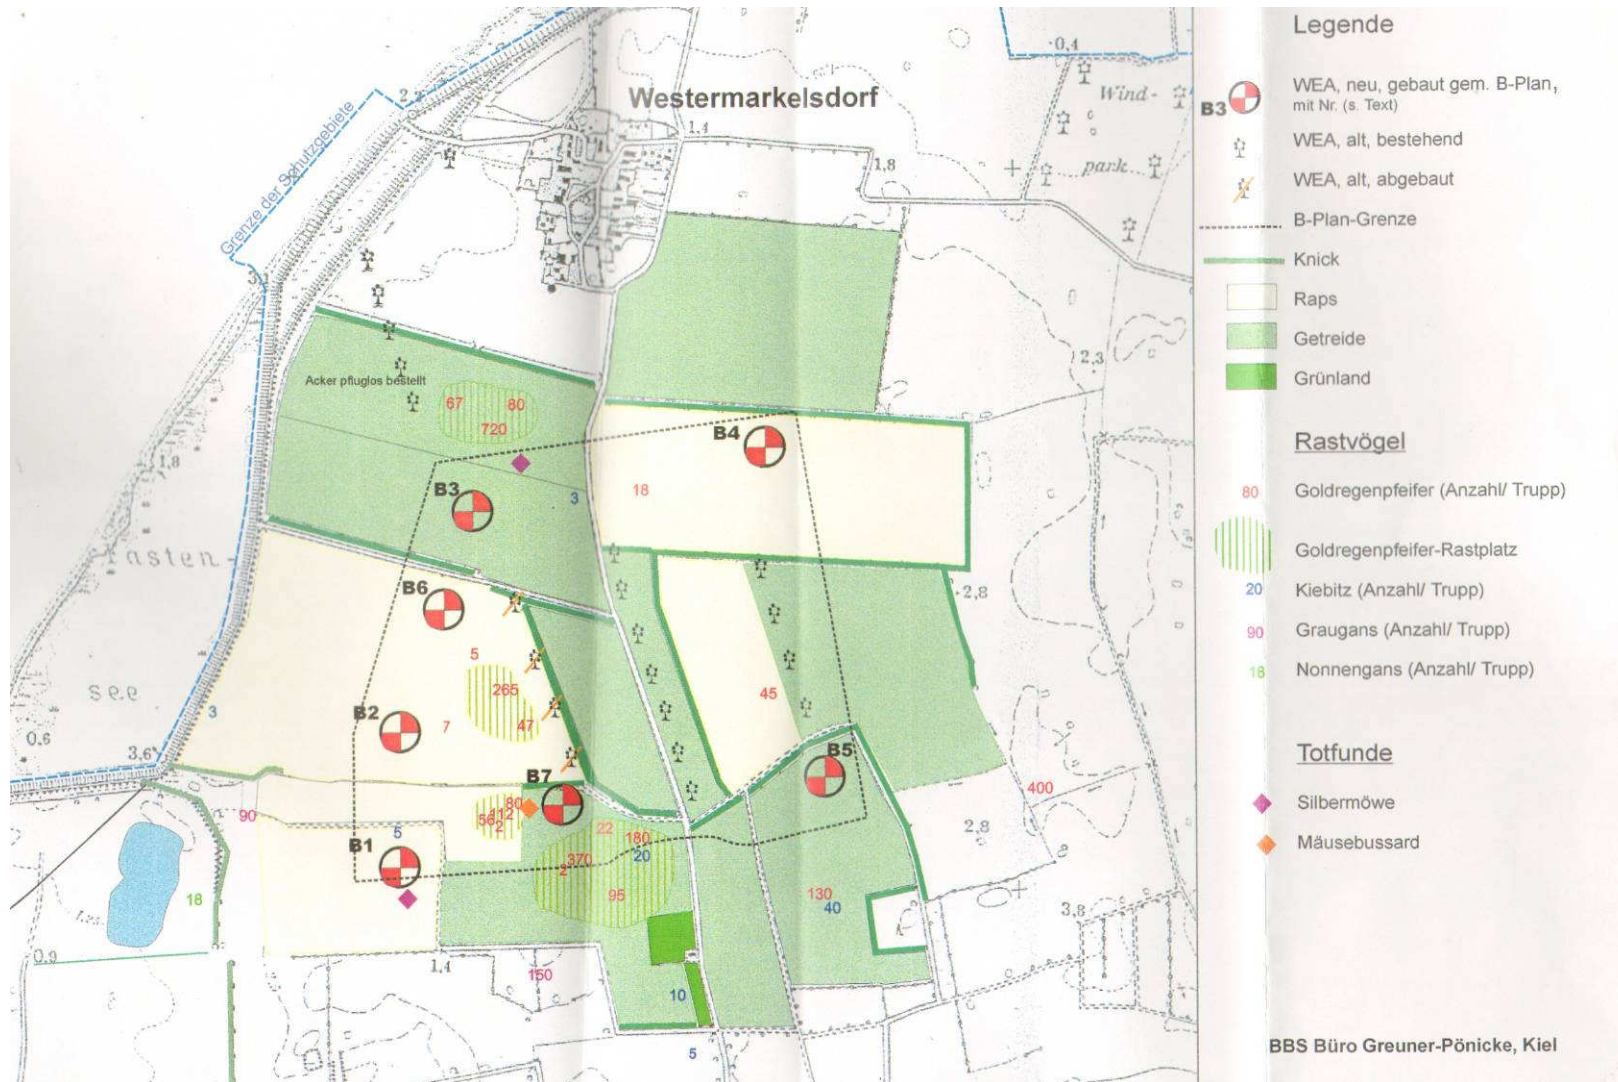 Legende
B3
WEA, neu, gebaut gem. B-Plan,
mit Nr. (s. Text)
WEA, alt, bestehend
WEA, alt, abgebaut
B-Plan-Grenze
Knick
Raps
Getreide
Grünland
Rastvögel
80 Goldregenpfeifer (Anzahl/ Trupp)
Goldregenpfeifer-Rastplatz
20 Kiebitz (Anzahl/ Trupp)
90 Graugans (Anzahl/ Trupp)
18 Nonnengans (Anzahl/ Trupp)
Totfunde
Silbermöwe
Mäusebussard
BBS Büro Greuner-Pönicke, Kiel
Westermarkelsdorf
Grenze der Schutzgebiete
0,4
Wind-
park
1,4
1,8
2,3
Acker pfluglos bestellt
67 80
720
B4
B3
3
18
1,8
B6
2,8
5
265
47
45
see
3
0,6
B2
7
3,6
B7
B5
80
112
56
2
400
90
5
22
180
20
370
2
95
2,8
B1
130
40
18
3,8
0,9
1,4
150
10
5